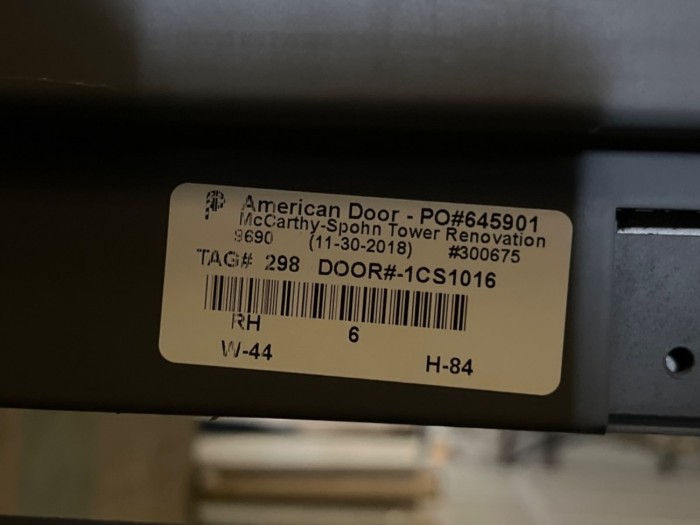 American Door - PO#645901
McCarthy-Spohn Tower Renovation
9690 (11-30-2018) #300675
TAG# 298 DOOR#-1CS1016
RH 6
W-44 H-84